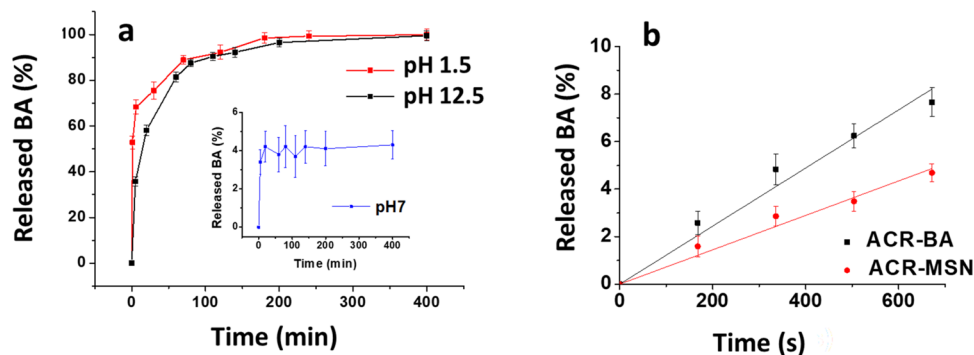 a
Released BA (%)
100
80
60
40
20
0
pH 1.5
pH 12.5
Released BA (%)
6
4
2
0
pH7
0 100 200 300 400
Time (min)
0 100 200 300 400
Time (min)
b
Released BA (%)
8
6
4
2
0
ACR-BA
ACR-MSN
0 200 400 600
Time (s)